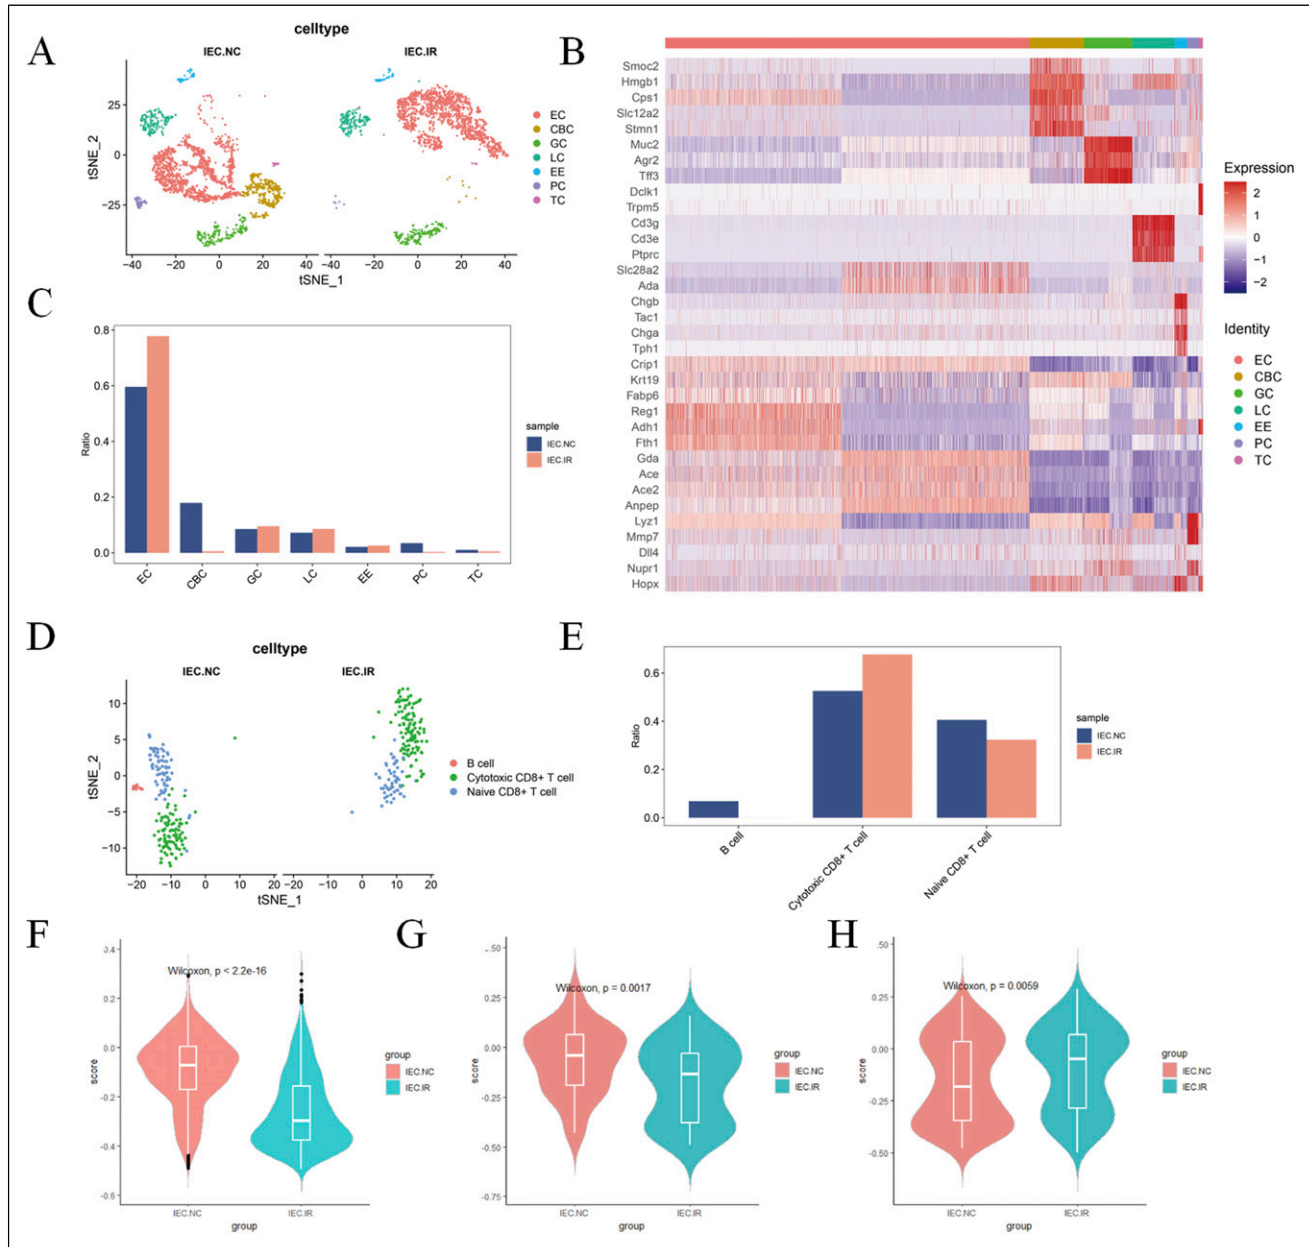 A
celltype
IEC.NC
IEC.IR
25
0
−25
tSNE_2
−40
−20
0
20
40
−40
−20
0
20
40
tSNE_1
EC
CBC
GC
LC
EE
PC
TC
B
Smoc2
Hmgb1
Cps1
Slc12a2
Stmn1
Muc2
Agr2
Tff3
Dclk1
Trpm5
Cd3g
Cd3e
Ptprc
Slc28a2
Ada
Chgb
Tac1
Chga
Tph1
Crip1
Krt19
Fabp6
Reg1
Adh1
Fth1
Gda
Ace
Ace2
Anpep
Lyz1
Mmp7
Dll4
Nupr1
Hopx
Expression
2
1
0
−1
−2
Identity
EC
CBC
GC
LC
EE
PC
TC
C
0.8
0.6
0.4
0.2
0.0
Ratio
EC
CBC
GC
LC
EE
PC
TC
sample
IEC.NC
IEC.IR
D
celltype
IEC.NC
IEC.IR
10
5
0
−5
−10
tSNE_2
−20
−10
0
10
20
−20
−10
0
10
20
tSNE_1
B cell
Cytotoxic CD8+ T cell
Naive CD8+ T cell
E
0.6
0.4
0.2
0.0
Ratio
B cell
Cytotoxic CD8+ T cell
Naive CD8+ T cell
sample
IEC.NC
IEC.IR
F
Wilcoxon, p < 2.2e-16
0.4
0.2
0.0
-0.2
-0.4
-0.6
score
IEC.NC
IEC.IR
group
group
IEC.NC
IEC.IR
G
Wilcoxon, p = 0.0017
.50
0.25
0.00
-0.25
-0.50
-0.75
score
IEC.NC
IEC.IR
group
group
IEC.NC
IEC.IR
H
Wilcoxon, p = 0.0059
.50
0.25
0.00
-0.25
-0.50
score
IEC.NC
IEC.IR
group
group
IEC.NC
IEC.IR